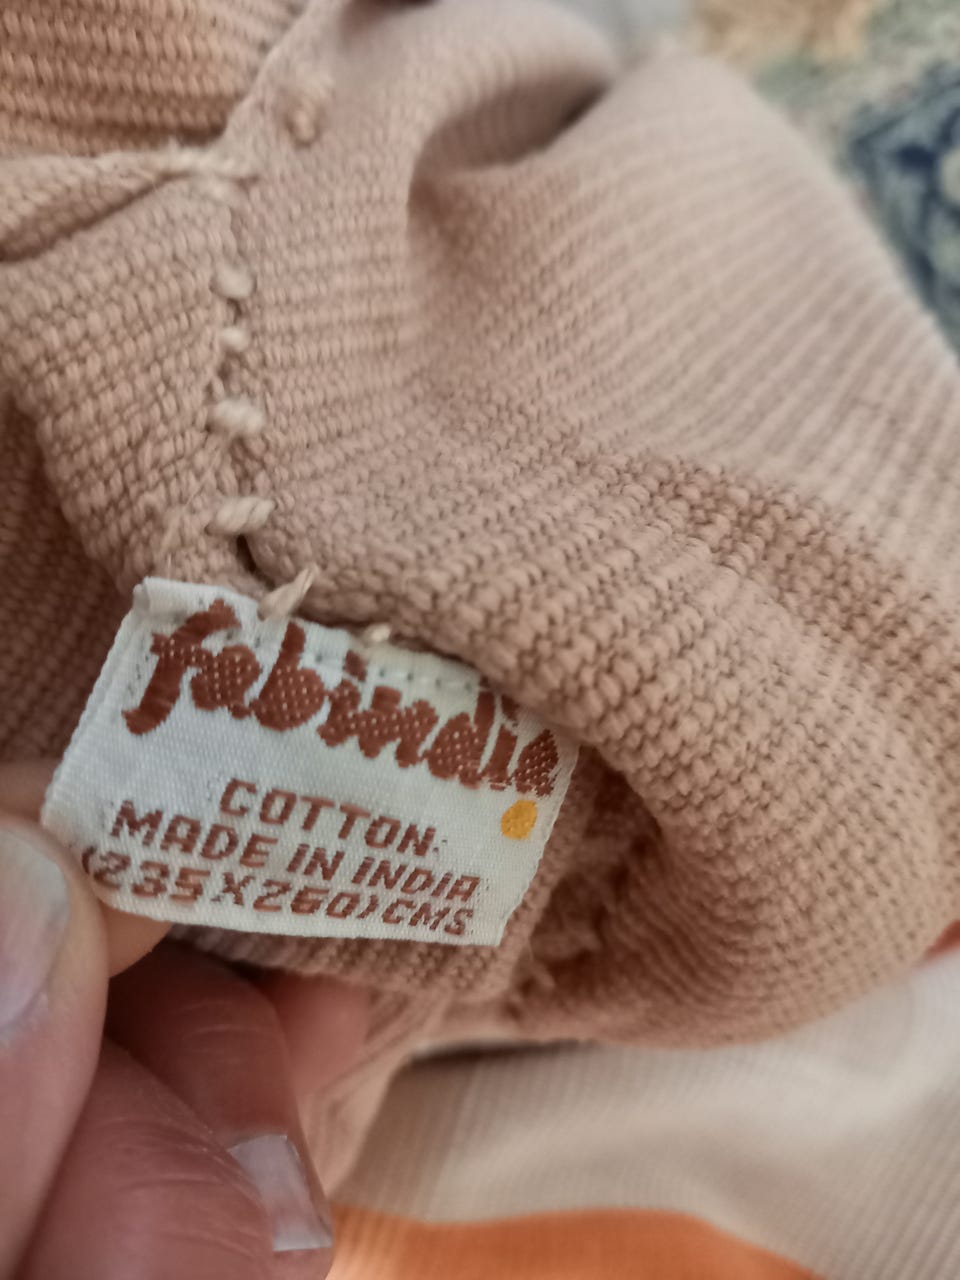 fabindia
COTTON.
MADE IN INDIA
(235X260)CMS